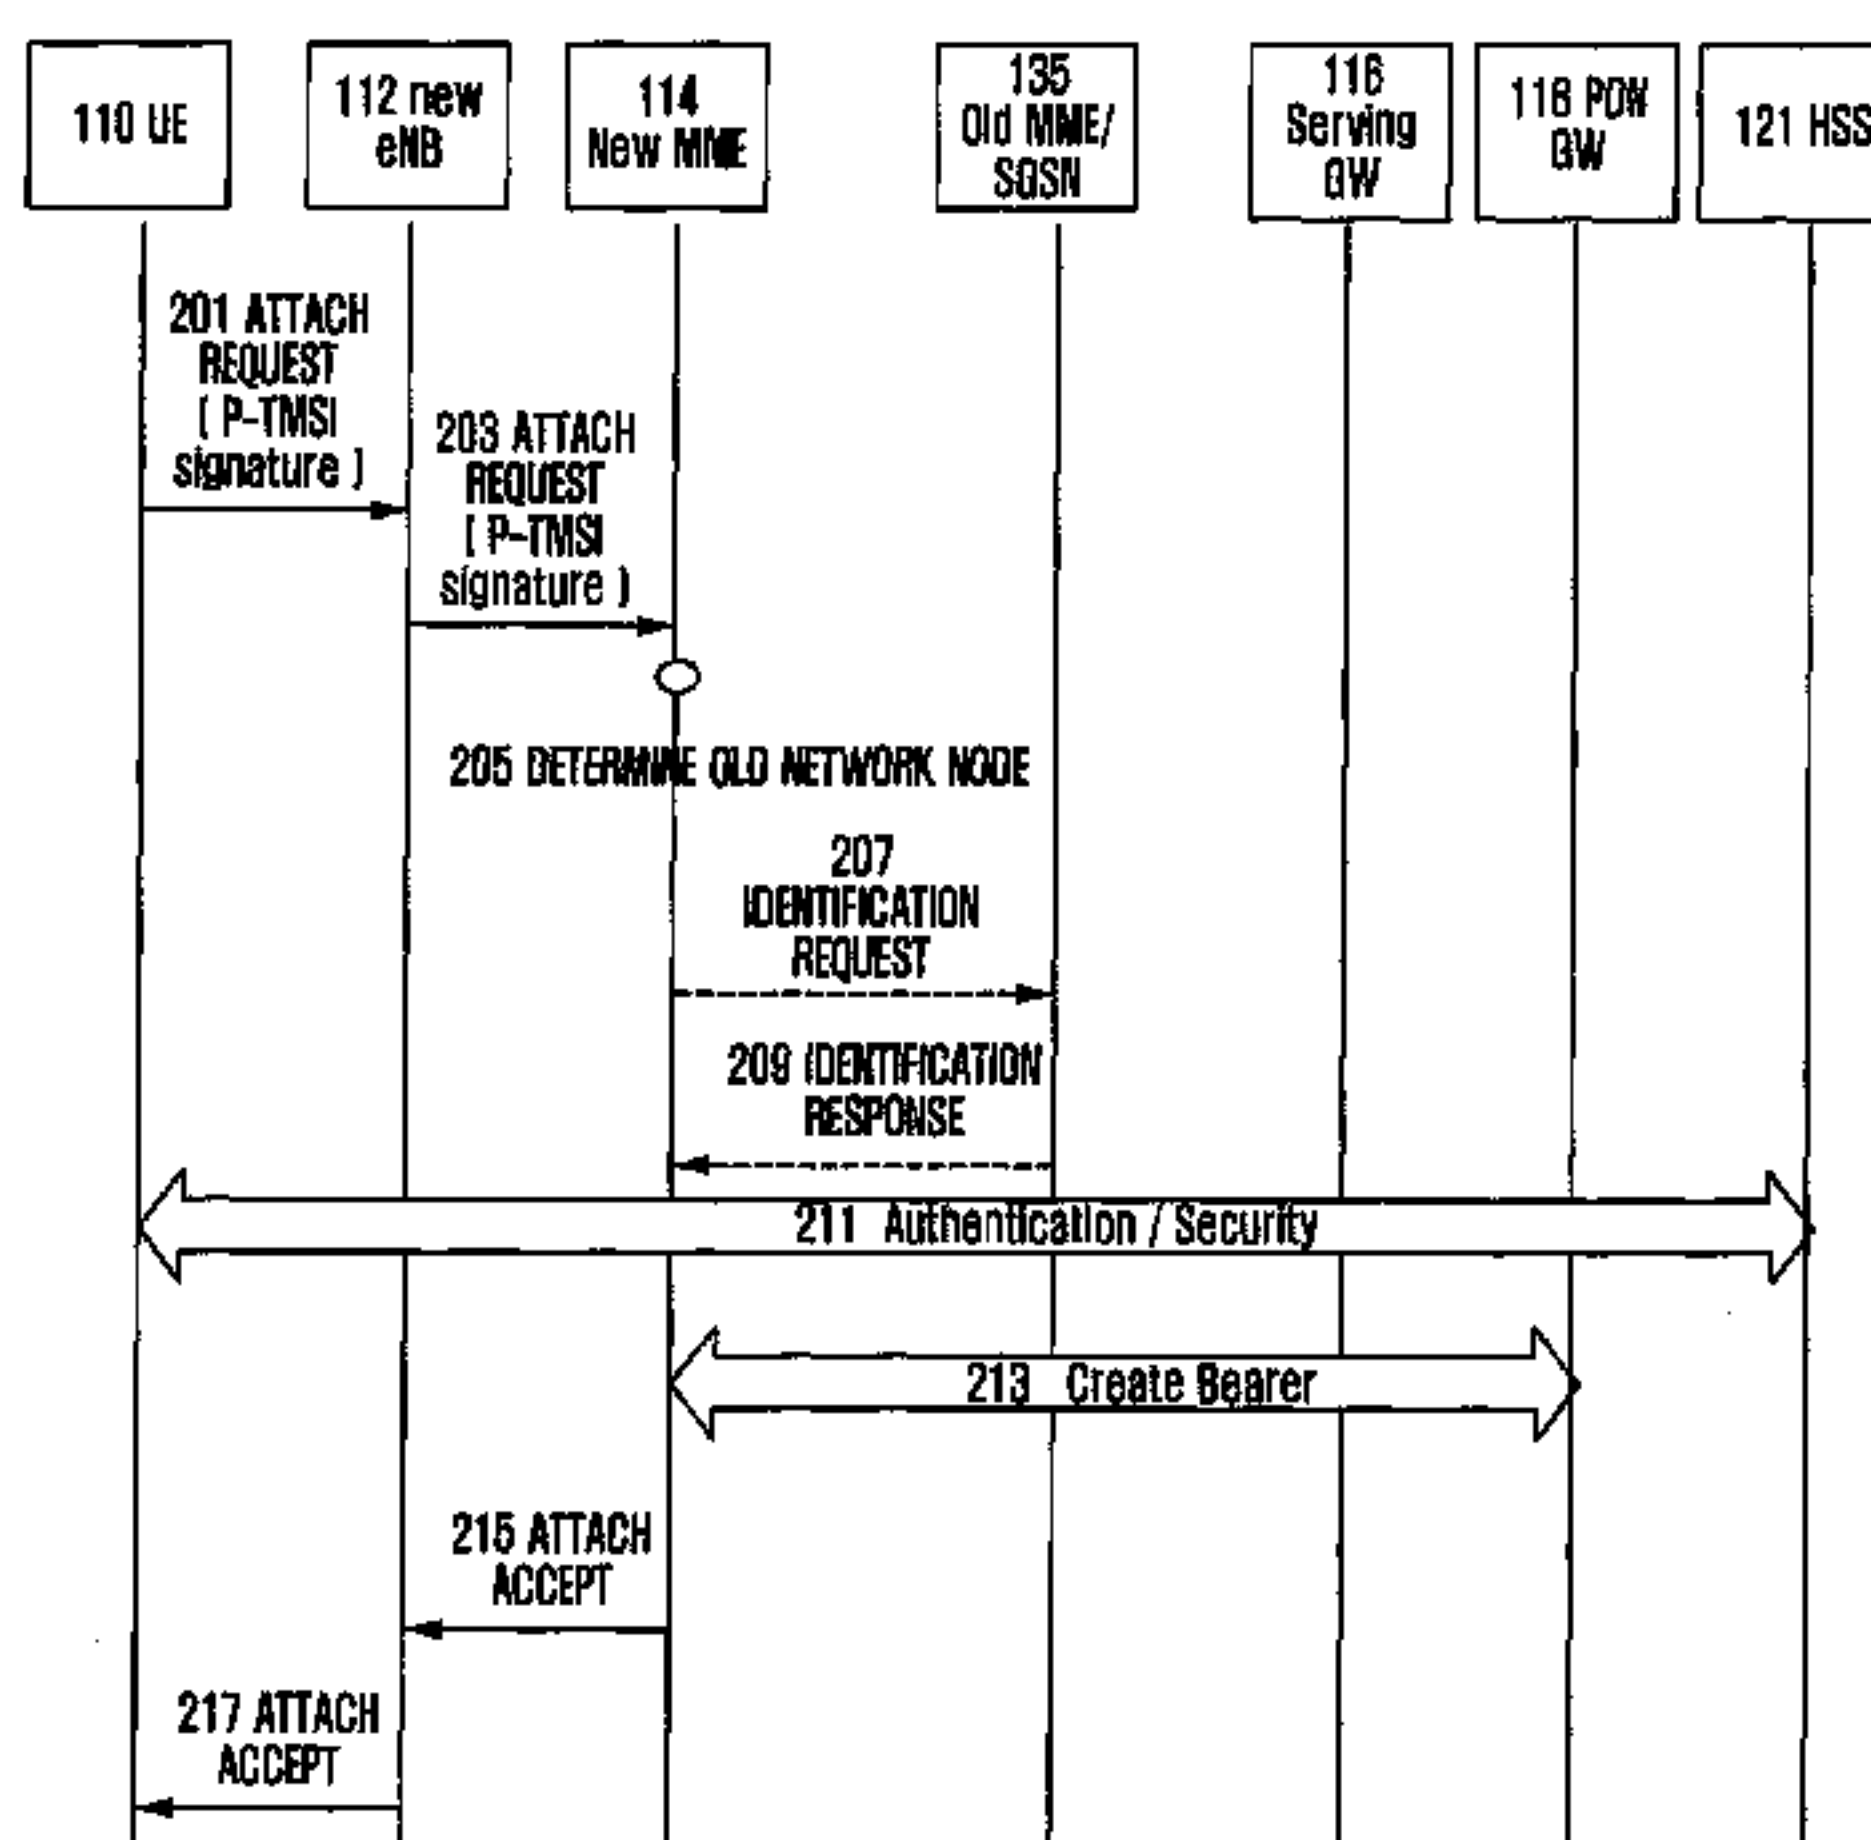 110 UE
112 new
eNB
114
New MME
135
Old MME/
SGSN
116
Serving
GW
118 PDN
GW
121 HSS
201 ATTACH
REQUEST
( P-TMSI
signature )
203 ATTACH
REQUEST
( P-TMSI
signature )
205 DETERMINE OLD NETWORK NODE
207
IDENTIFICATION
REQUEST
209 IDENTIFICATION
RESPONSE
211 Authentication / Security
213 Create Bearer
215 ATTACH
ACCEPT
217 ATTACH
ACCEPT